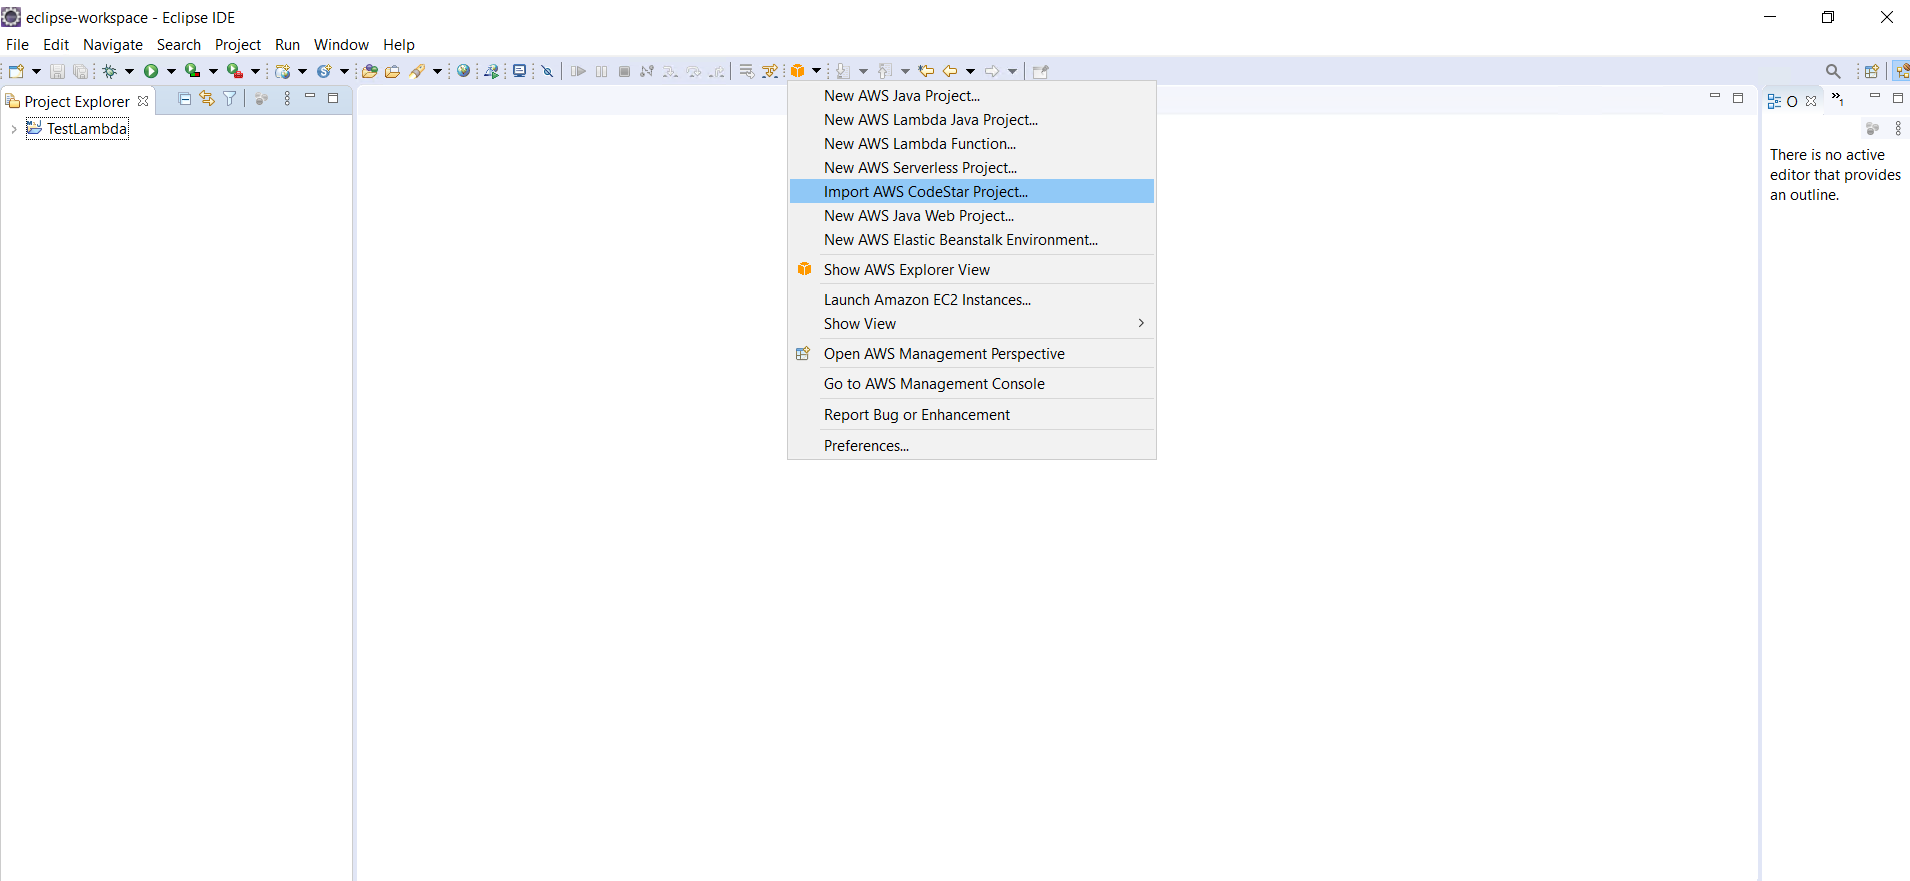 eclipse-workspace - Eclipse IDE
File Edit Navigate Search Project Run Window Help
Project Explorer
TestLambda
New AWS Java Project...
New AWS Lambda Java Project...
New AWS Lambda Function...
New AWS Serverless Project...
Import AWS CodeStar Project...
New AWS Java Web Project...
New AWS Elastic Beanstalk Environment...
Show AWS Explorer View
Launch Amazon EC2 Instances...
Show View
Open AWS Management Perspective
Go to AWS Management Console
Report Bug or Enhancement
Preferences...
O
»1
There is no active
editor that provides
an outline.